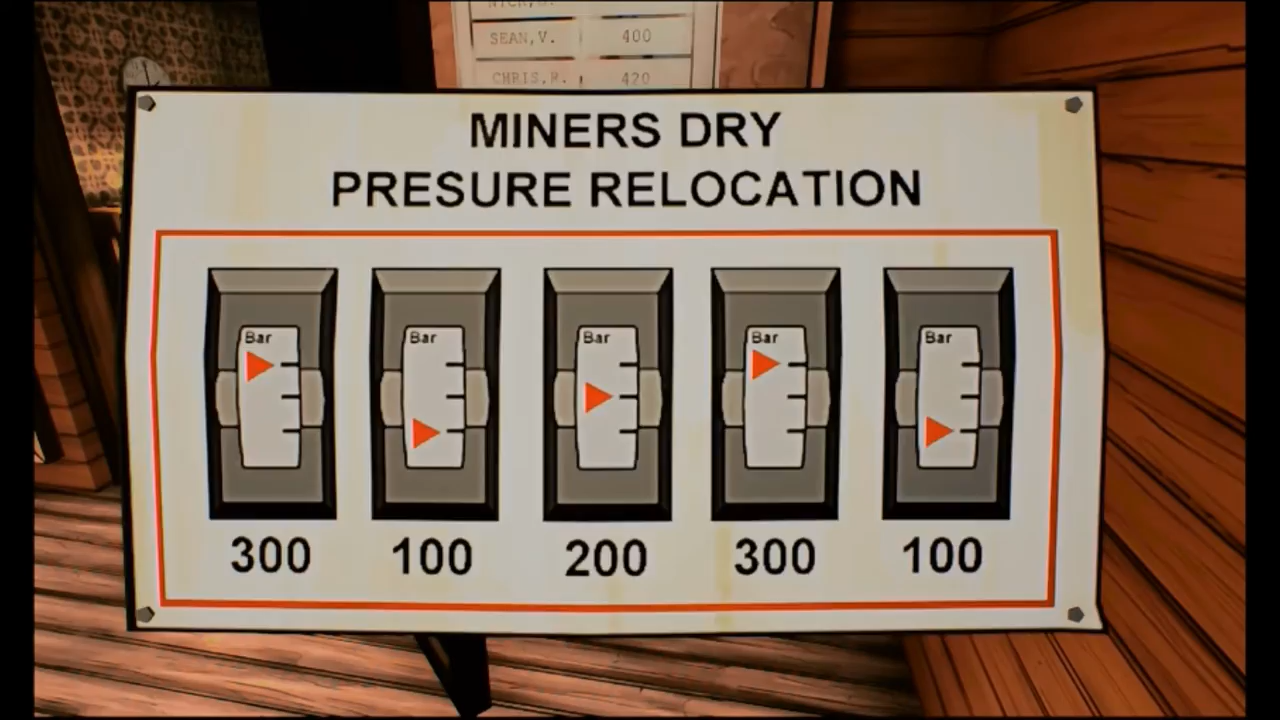 SEAN,V. 400
CHRIS,R. 420
MINERS DRY
PRESURE RELOCATION
Bar Bar Bar Bar Bar
300 100 200 300 100